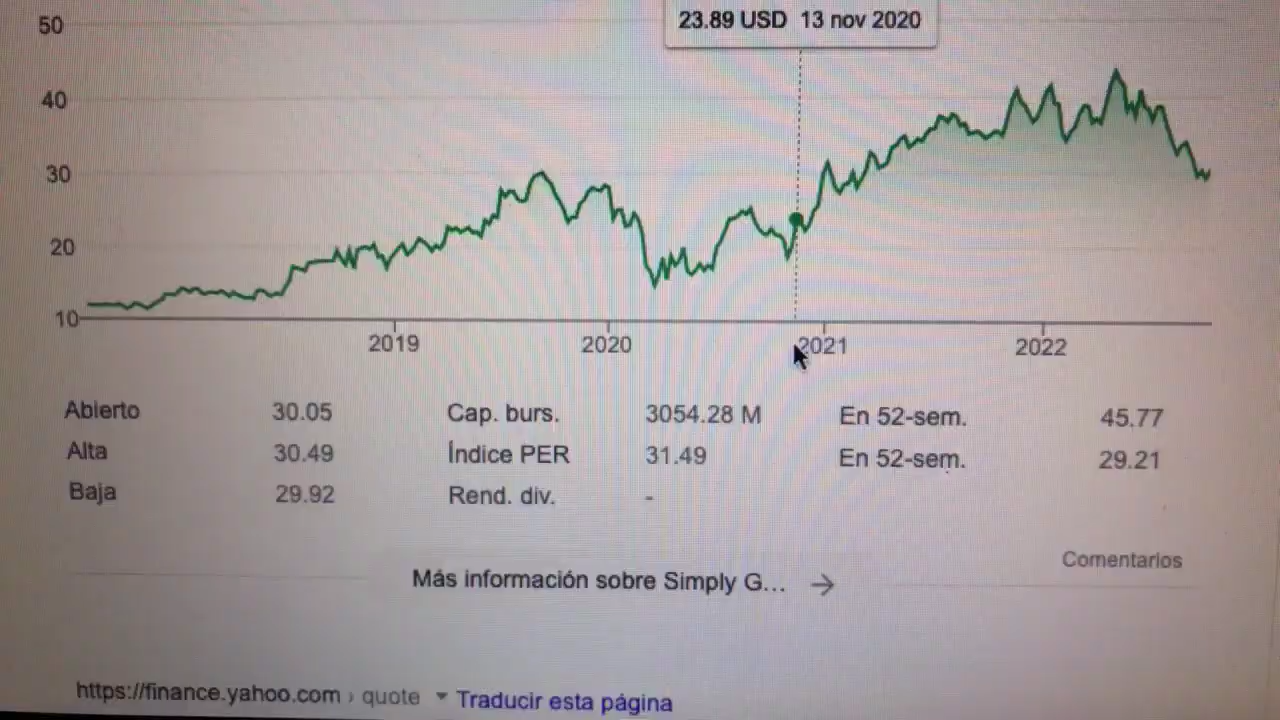 23.89 USD 13 nov 2020
50
40
30
20
10
2019 2020 2021 2022
Abierto 30.05 Cap. burs. 3054.28 M En 52-sem. 45.77
Alta 30.49 Índice PER 31.49 En 52-sem. 29.21
Baja 29.92 Rend. div. -
Comentarios
Más información sobre Simply G... →
https://finance.yahoo.com › quote ▼ Traducir esta página